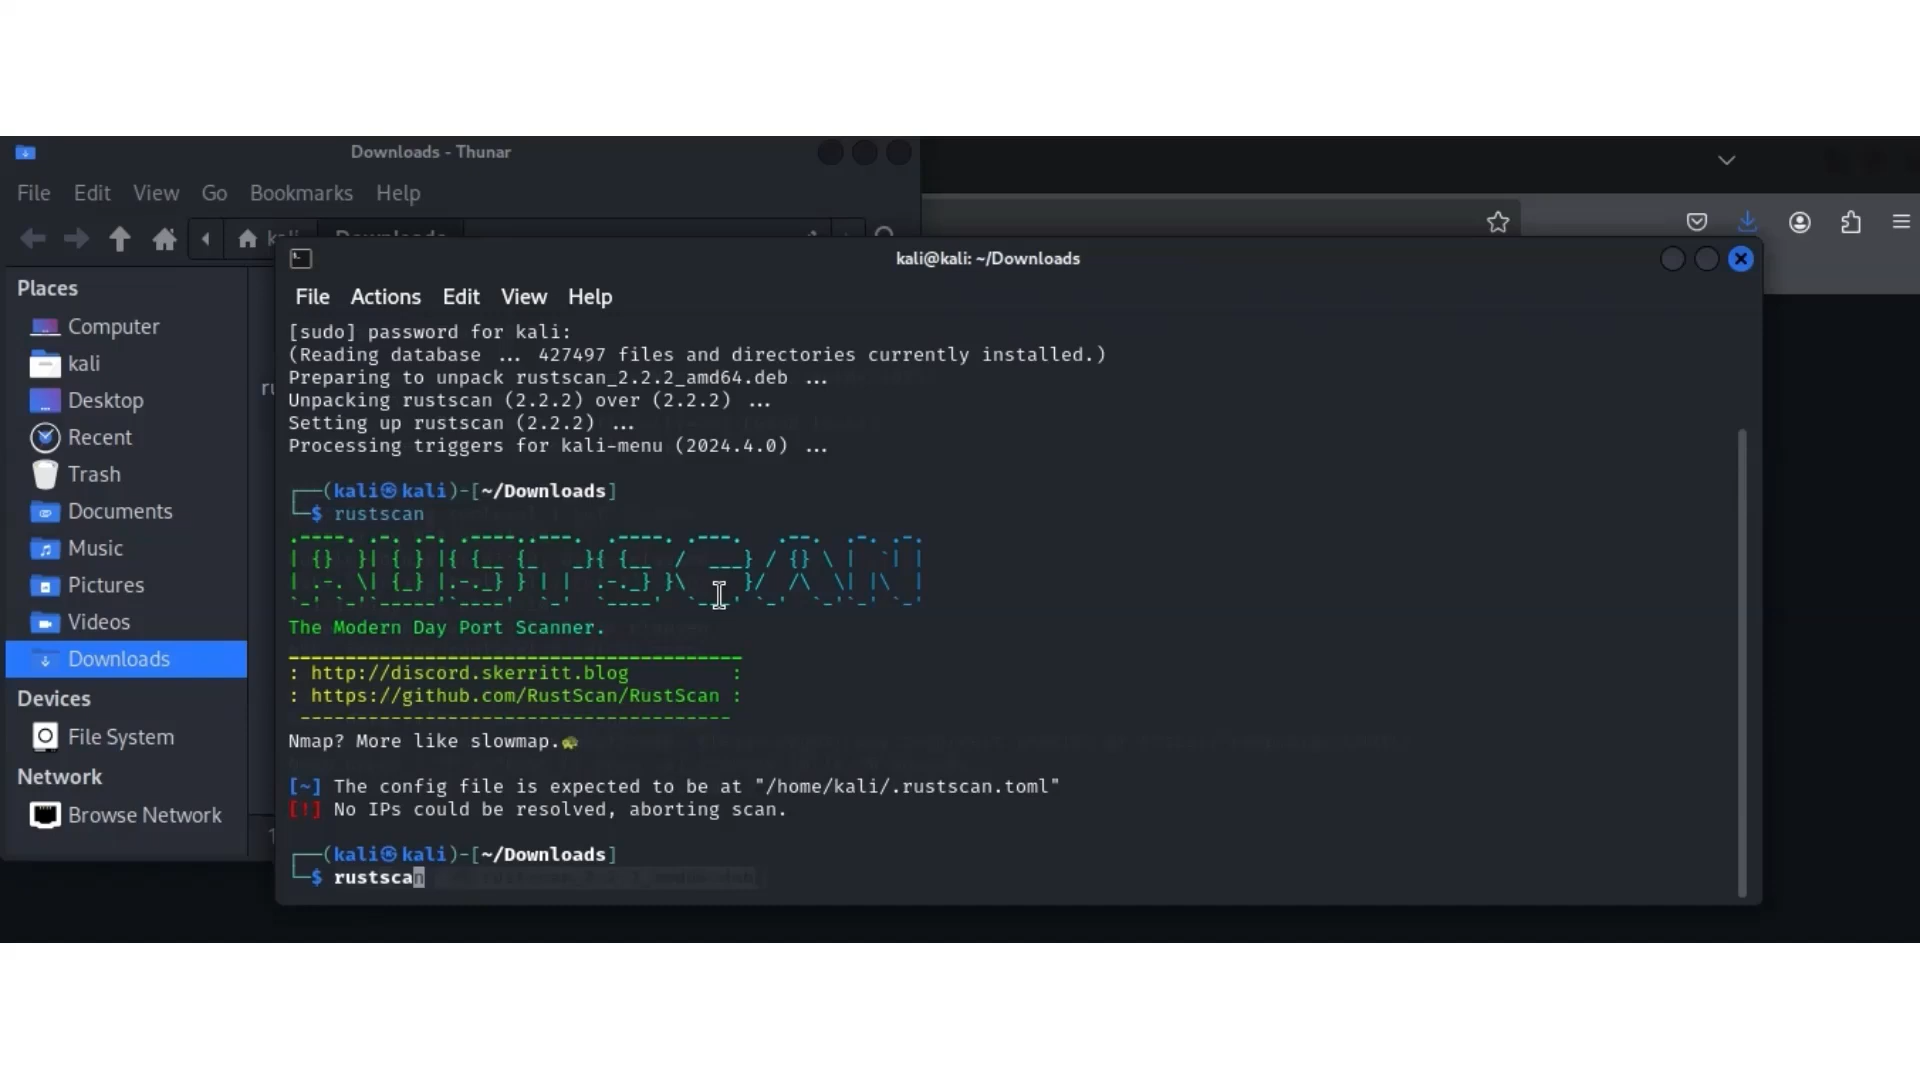 Downloads - Thunar
File Edit View Go Bookmarks Help
Places
Computer
kali
Desktop
Recent
Trash
Documents
Music
Pictures
Videos
Downloads
Devices
File System
Network
Browse Network
kali@kali: ~/Downloads
File Actions Edit View Help
[sudo] password for kali:
(Reading database ... 427497 files and directories currently installed.)
Preparing to unpack rustscan_2.2.2_amd64.deb ...
Unpacking rustscan (2.2.2) over (2.2.2) ...
Setting up rustscan (2.2.2) ...
Processing triggers for kali-menu (2024.4.0) ...
┌──(kali㉿kali)-[~/Downloads]
└─$ rustscan
RUSTSCAN
The Modern Day Port Scanner.
: http://discord.skerritt.blog :
: https://github.com/RustScan/RustScan :
Nmap? More like slowmap.🐢
[~] The config file is expected to be at "/home/kali/.rustscan.toml"
[!] No IPs could be resolved, aborting scan.
┌──(kali㉿kali)-[~/Downloads]
└─$ rustscan